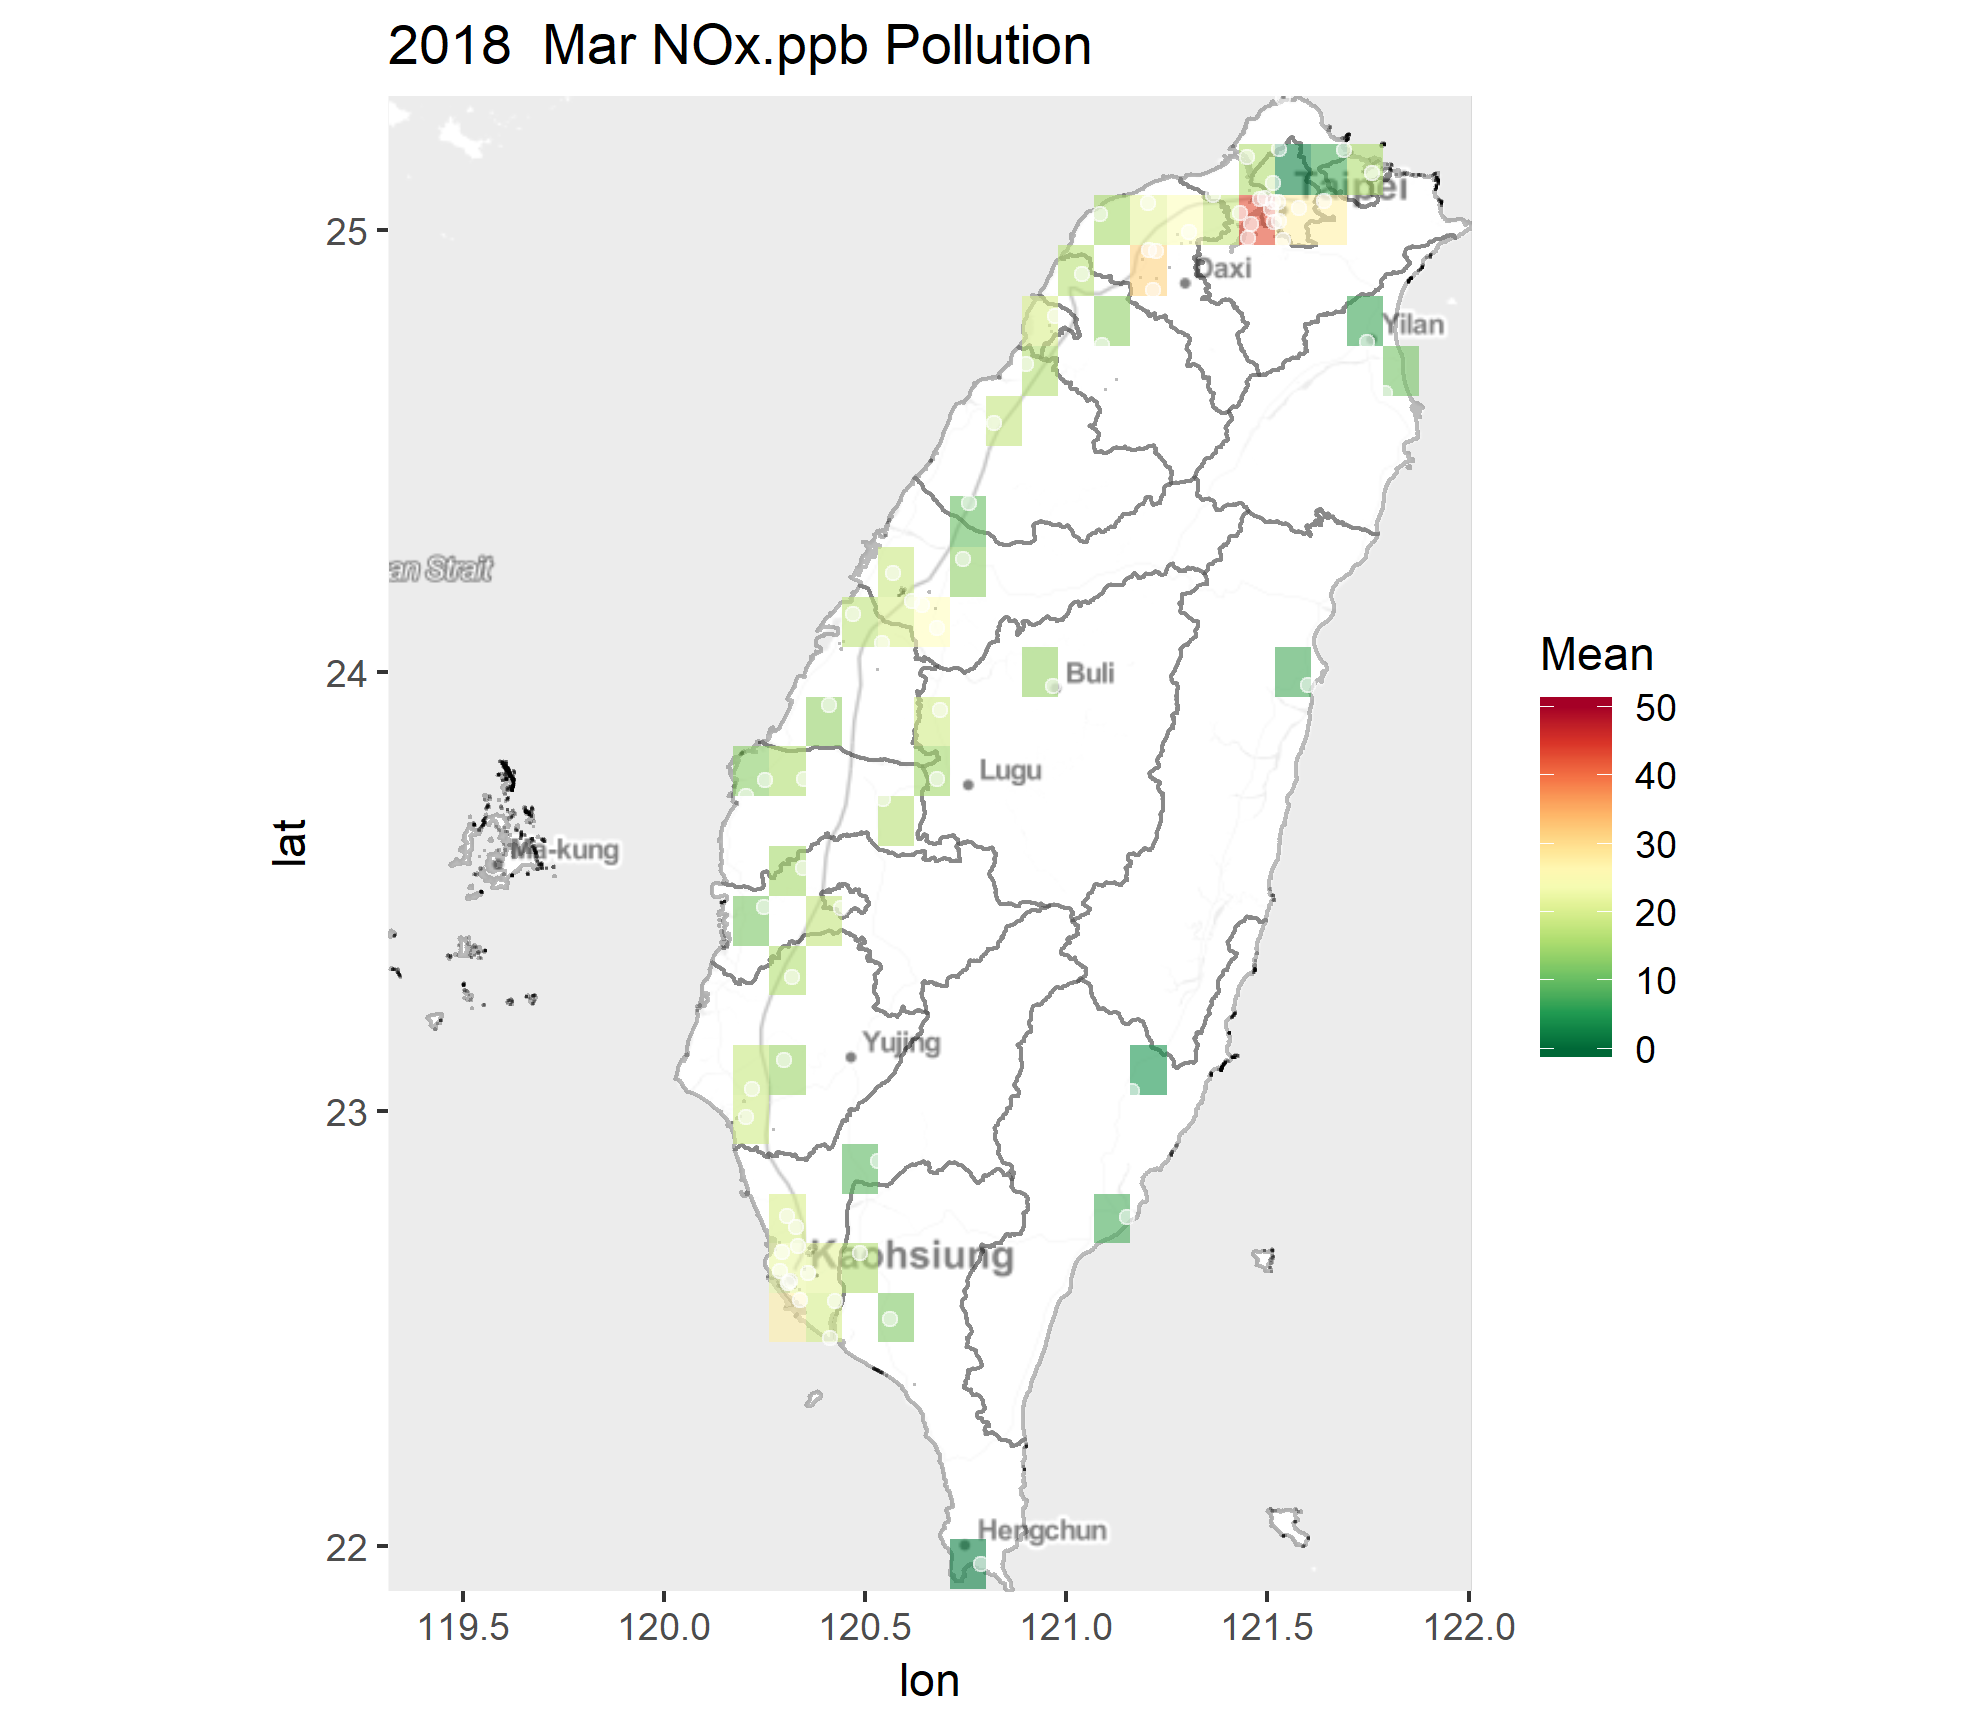 2018  Mar NOx.ppb Pollution
25
24
23
22
lat
Taipei
Daxi
Yilan
an Strait
Buli
Lugu
Ma-kung
Yujing
Kaohsiung
Hengchun
119.5
120.0
120.5
121.0
121.5
122.0
lon
Mean
50
40
30
20
10
0